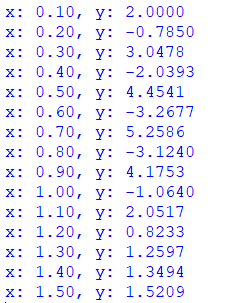 x: 0.10, y: 2.0000
x: 0.20, y: -0.7850
x: 0.30, y: 3.0478
x: 0.40, y: -2.0393
x: 0.50, y: 4.4541
x: 0.60, y: -3.2677
x: 0.70, y: 5.2586
x: 0.80, y: -3.1240
x: 0.90, y: 4.1753
x: 1.00, y: -1.0640
x: 1.10, y: 2.0517
x: 1.20, y: 0.8233
x: 1.30, y: 1.2597
x: 1.40, y: 1.3494
x: 1.50, y: 1.5209